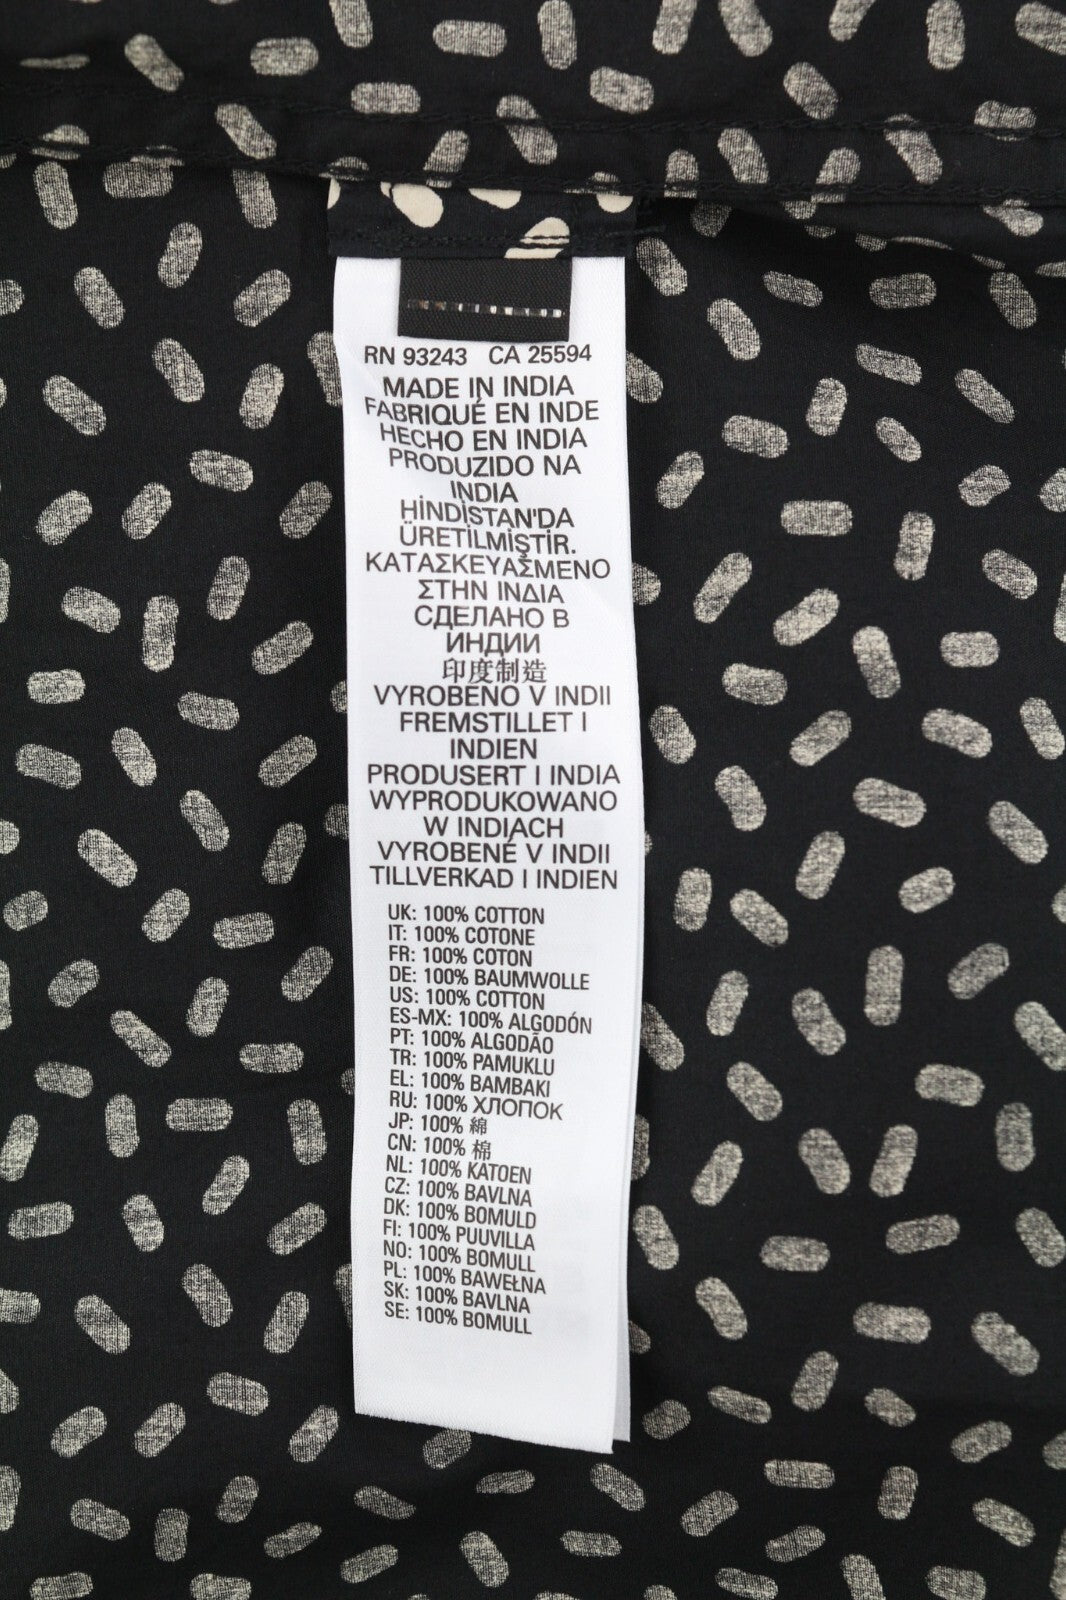 RN 93243 CA 25594
MADE IN INDIA
FABRIQUÉ EN INDE
HECHO EN INDIA
PRODUZIDO NA
INDIA
HİNDİSTAN'DA
ÜRETİLMİŞTİR.
ΚΑΤΑΣΚΕΥΑΣΜΕΝΟ
ΣΤΗΝ ΙΝΔΙΑ
СДЕЛАНО В
ИНДИИ
印度制造
VYROBENO V INDII
FREMSTILLET I
INDIEN
PRODUSERT I INDIA
WYPRODUKOWANO
W INDIACH
VYROBENÉ V INDII
TILLVERKAD I INDIEN
UK: 100% COTTON
IT: 100% COTONE
FR: 100% COTON
DE: 100% BAUMWOLLE
US: 100% COTTON
ES-MX: 100% ALGODÓN
PT: 100% ALGODÃO
TR: 100% PAMUKLU
EL: 100% ΒΑΜΒΑΚΙ
RU: 100% ХЛОПОК
JP: 100% 綿
CN: 100% 棉
NL: 100% KATOEN
CZ: 100% BAVLNA
DK: 100% BOMULD
FI: 100% PUUVILLA
NO: 100% BOMULL
PL: 100% BAWEŁNA
SK: 100% BAVLNA
SE: 100% BOMULL